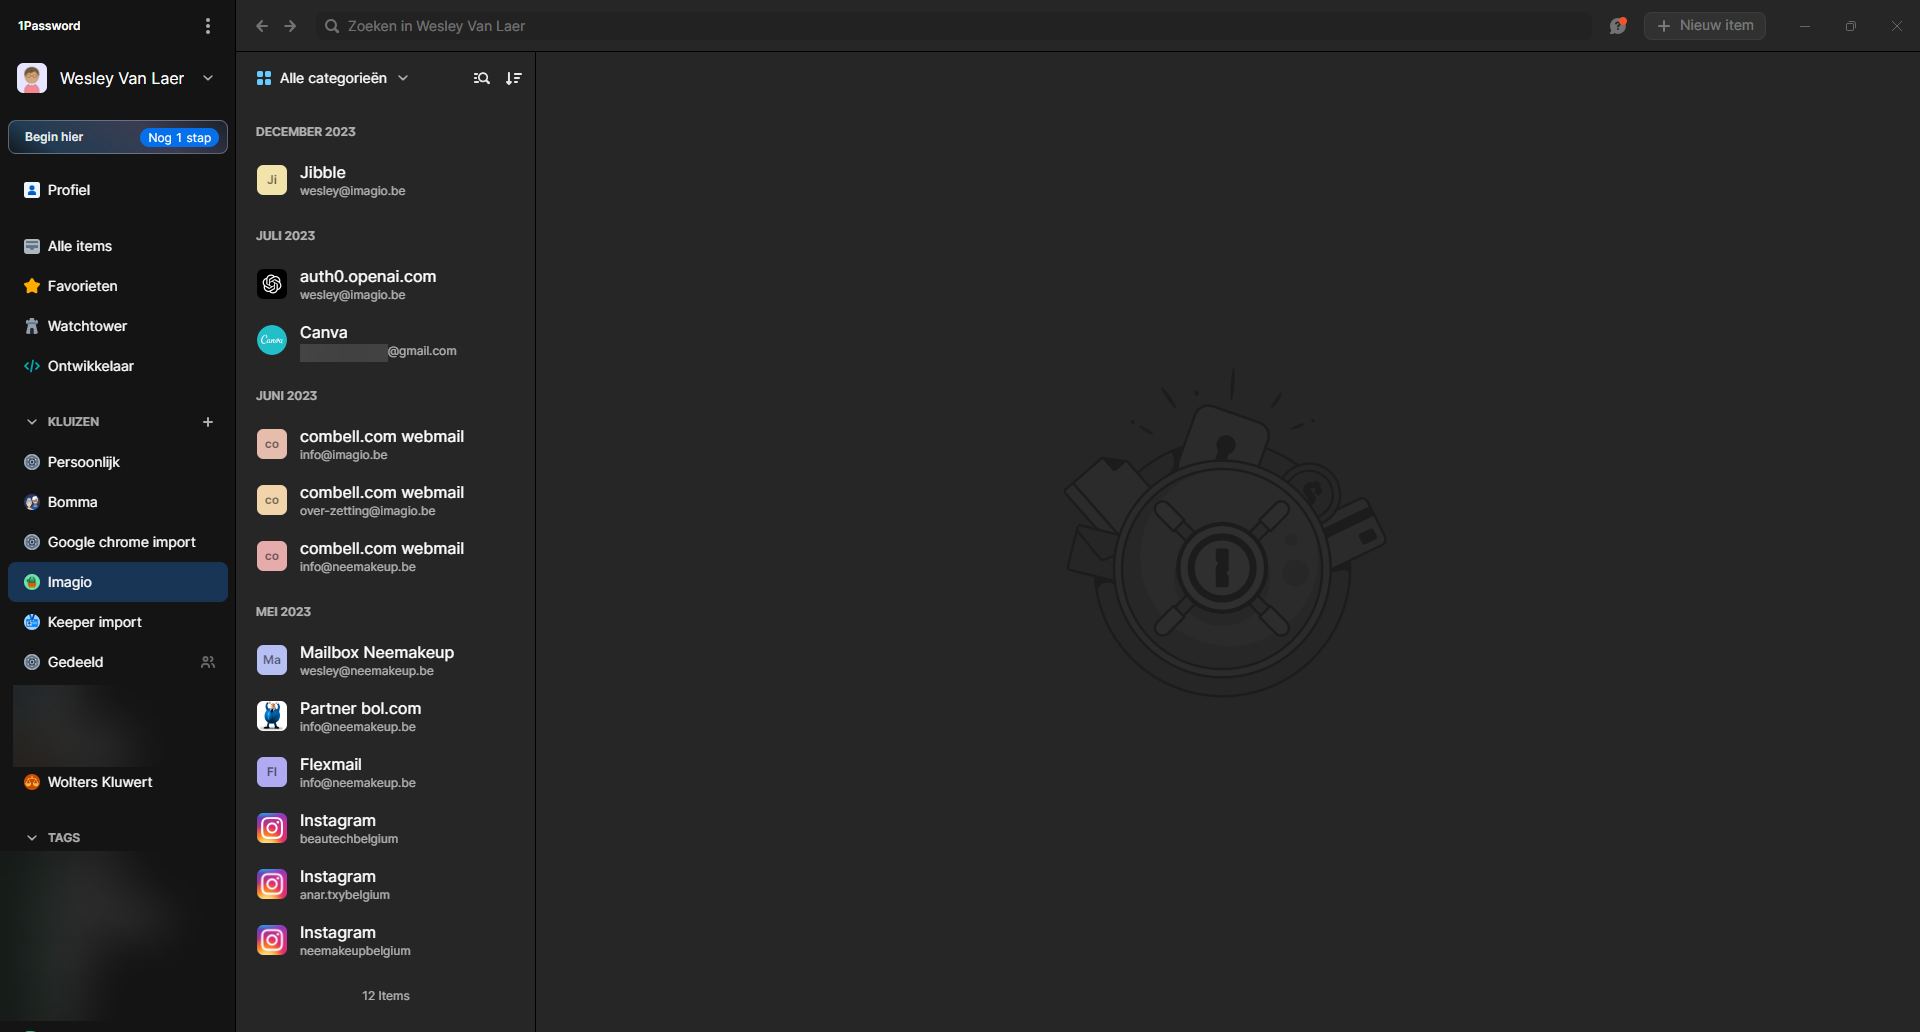 1Password
Wesley Van Laer
Begin hier
Nog 1 stap
Profiel
Alle items
Favorieten
Watchtower
Ontwikkelaar
KLUIZEN
Persoonlijk
Bomma
Google chrome import
Imagio
Keeper import
Gedeeld
Wolters Kluwert
TAGS
Zoeken in Wesley Van Laer
Nieuw item
Alle categorieën
DECEMBER 2023
Ji
Jibble
wesley@imagio.be
JULI 2023
auth0.openai.com
wesley@imagio.be
Canva
Canva
@gmail.com
JUNI 2023
co
combell.com webmail
info@imagio.be
co
combell.com webmail
over-zetting@imagio.be
co
combell.com webmail
info@neemakeup.be
MEI 2023
Ma
Mailbox Neemakeup
wesley@neemakeup.be
Partner bol.com
info@neemakeup.be
Fl
Flexmail
info@neemakeup.be
Instagram
beautechbelgium
Instagram
anar.txybelgium
Instagram
neemakeupbelgium
12 items